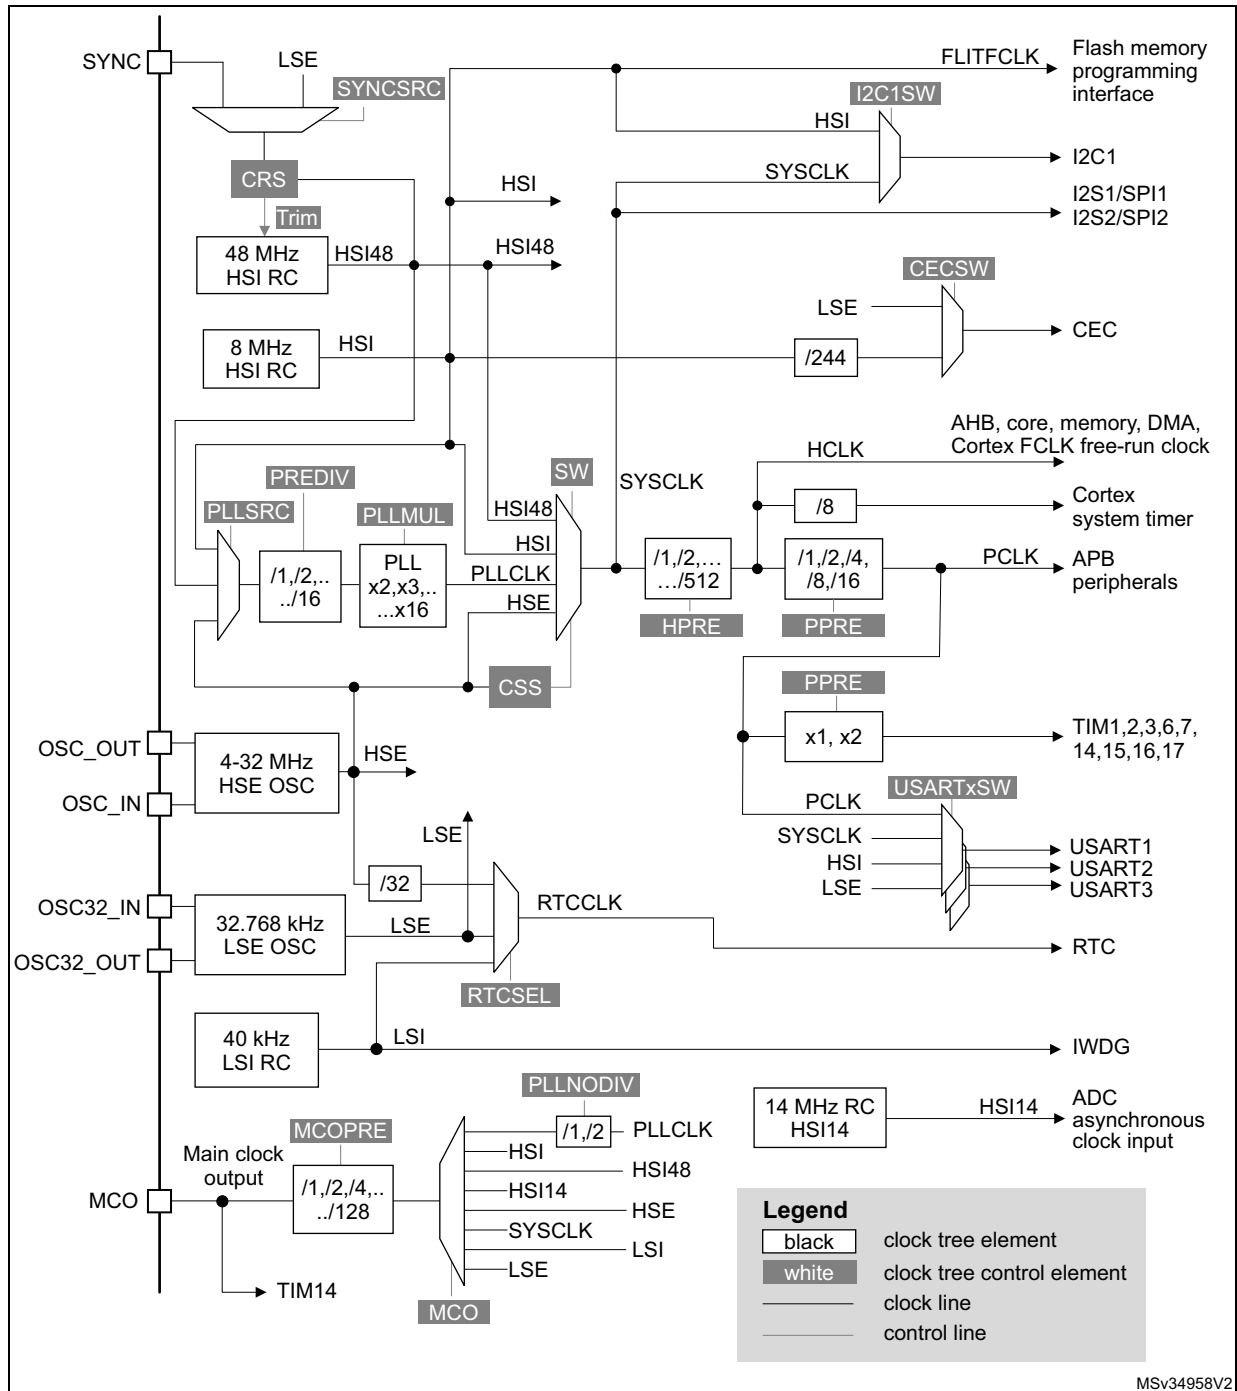 SYNC
LSE
SYNCSRC
FLITFCLK
Flash memory
programming
interface
I2C1SW
HSI
I2C1
SYSCLK
CRS
HSI
I2S1/SPI1
I2S2/SPI2
Trim
48 MHz
HSI RC
HSI48
HSI48
CECSW
LSE
CEC
8 MHz
HSI RC
HSI
/244
AHB, core, memory, DMA,
Cortex FCLK free-run clock
HCLK
PREDIV
SW
SYSCLK
PLLSRC
PLLMUL
HSI48
/8
Cortex
system timer
HSI
/1,/2,..
../16
PLL
x2,x3,..
...x16
PLLCLK
/1,/2,…
…/512
/1,/2,/4,
/8,/16
PCLK
APB
peripherals
HSE
HPRE
PPRE
CSS
PPRE
OSC_OUT
4-32 MHz
HSE OSC
HSE
x1, x2
TIM1,2,3,6,7,
14,15,16,17
OSC_IN
USARTxSW
PCLK
LSE
SYSCLK
USART1
HSI
USART2
/32
LSE
USART3
OSC32_IN
32.768 kHz
LSE OSC
LSE
RTCCLK
OSC32_OUT
RTC
RTCSEL
40 kHz
LSI RC
LSI
IWDG
PLLNODIV
14 MHz RC
HSI14
HSI14
ADC
asynchronous
clock input
MCOPRE
/1,/2
PLLCLK
Main clock
output
HSI
HSI48
MCO
/1,/2,/4,..
../128
HSI14
HSE
SYSCLK
LSI
LSE
TIM14
MCO
Legend
black
clock tree element
white
clock tree control element
clock line
control line
MSv34958V2